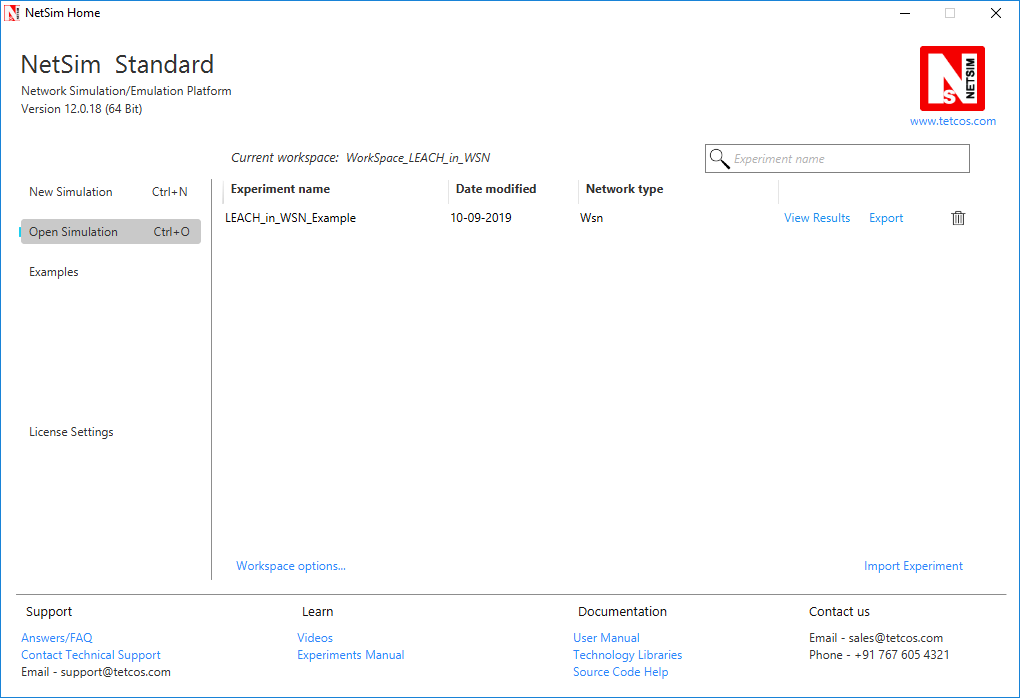 NetSim Home
NetSim Standard
Network Simulation/Emulation Platform
Version 12.0.18 (64 Bit)
NS NETSIM
www.tetcos.com
Current workspace: WorkSpace_LEACH_in_WSN
Experiment name
New Simulation Ctrl+N
Open Simulation Ctrl+O
Examples
License Settings
Experiment name Date modified Network type
LEACH_in_WSN_Example 10-09-2019 Wsn View Results Export
Workspace options... Import Experiment
Support
Answers/FAQ
Contact Technical Support
Email - support@tetcos.com
Learn
Videos
Experiments Manual
Documentation
User Manual
Technology Libraries
Source Code Help
Contact us
Email - sales@tetcos.com
Phone - +91 767 605 4321